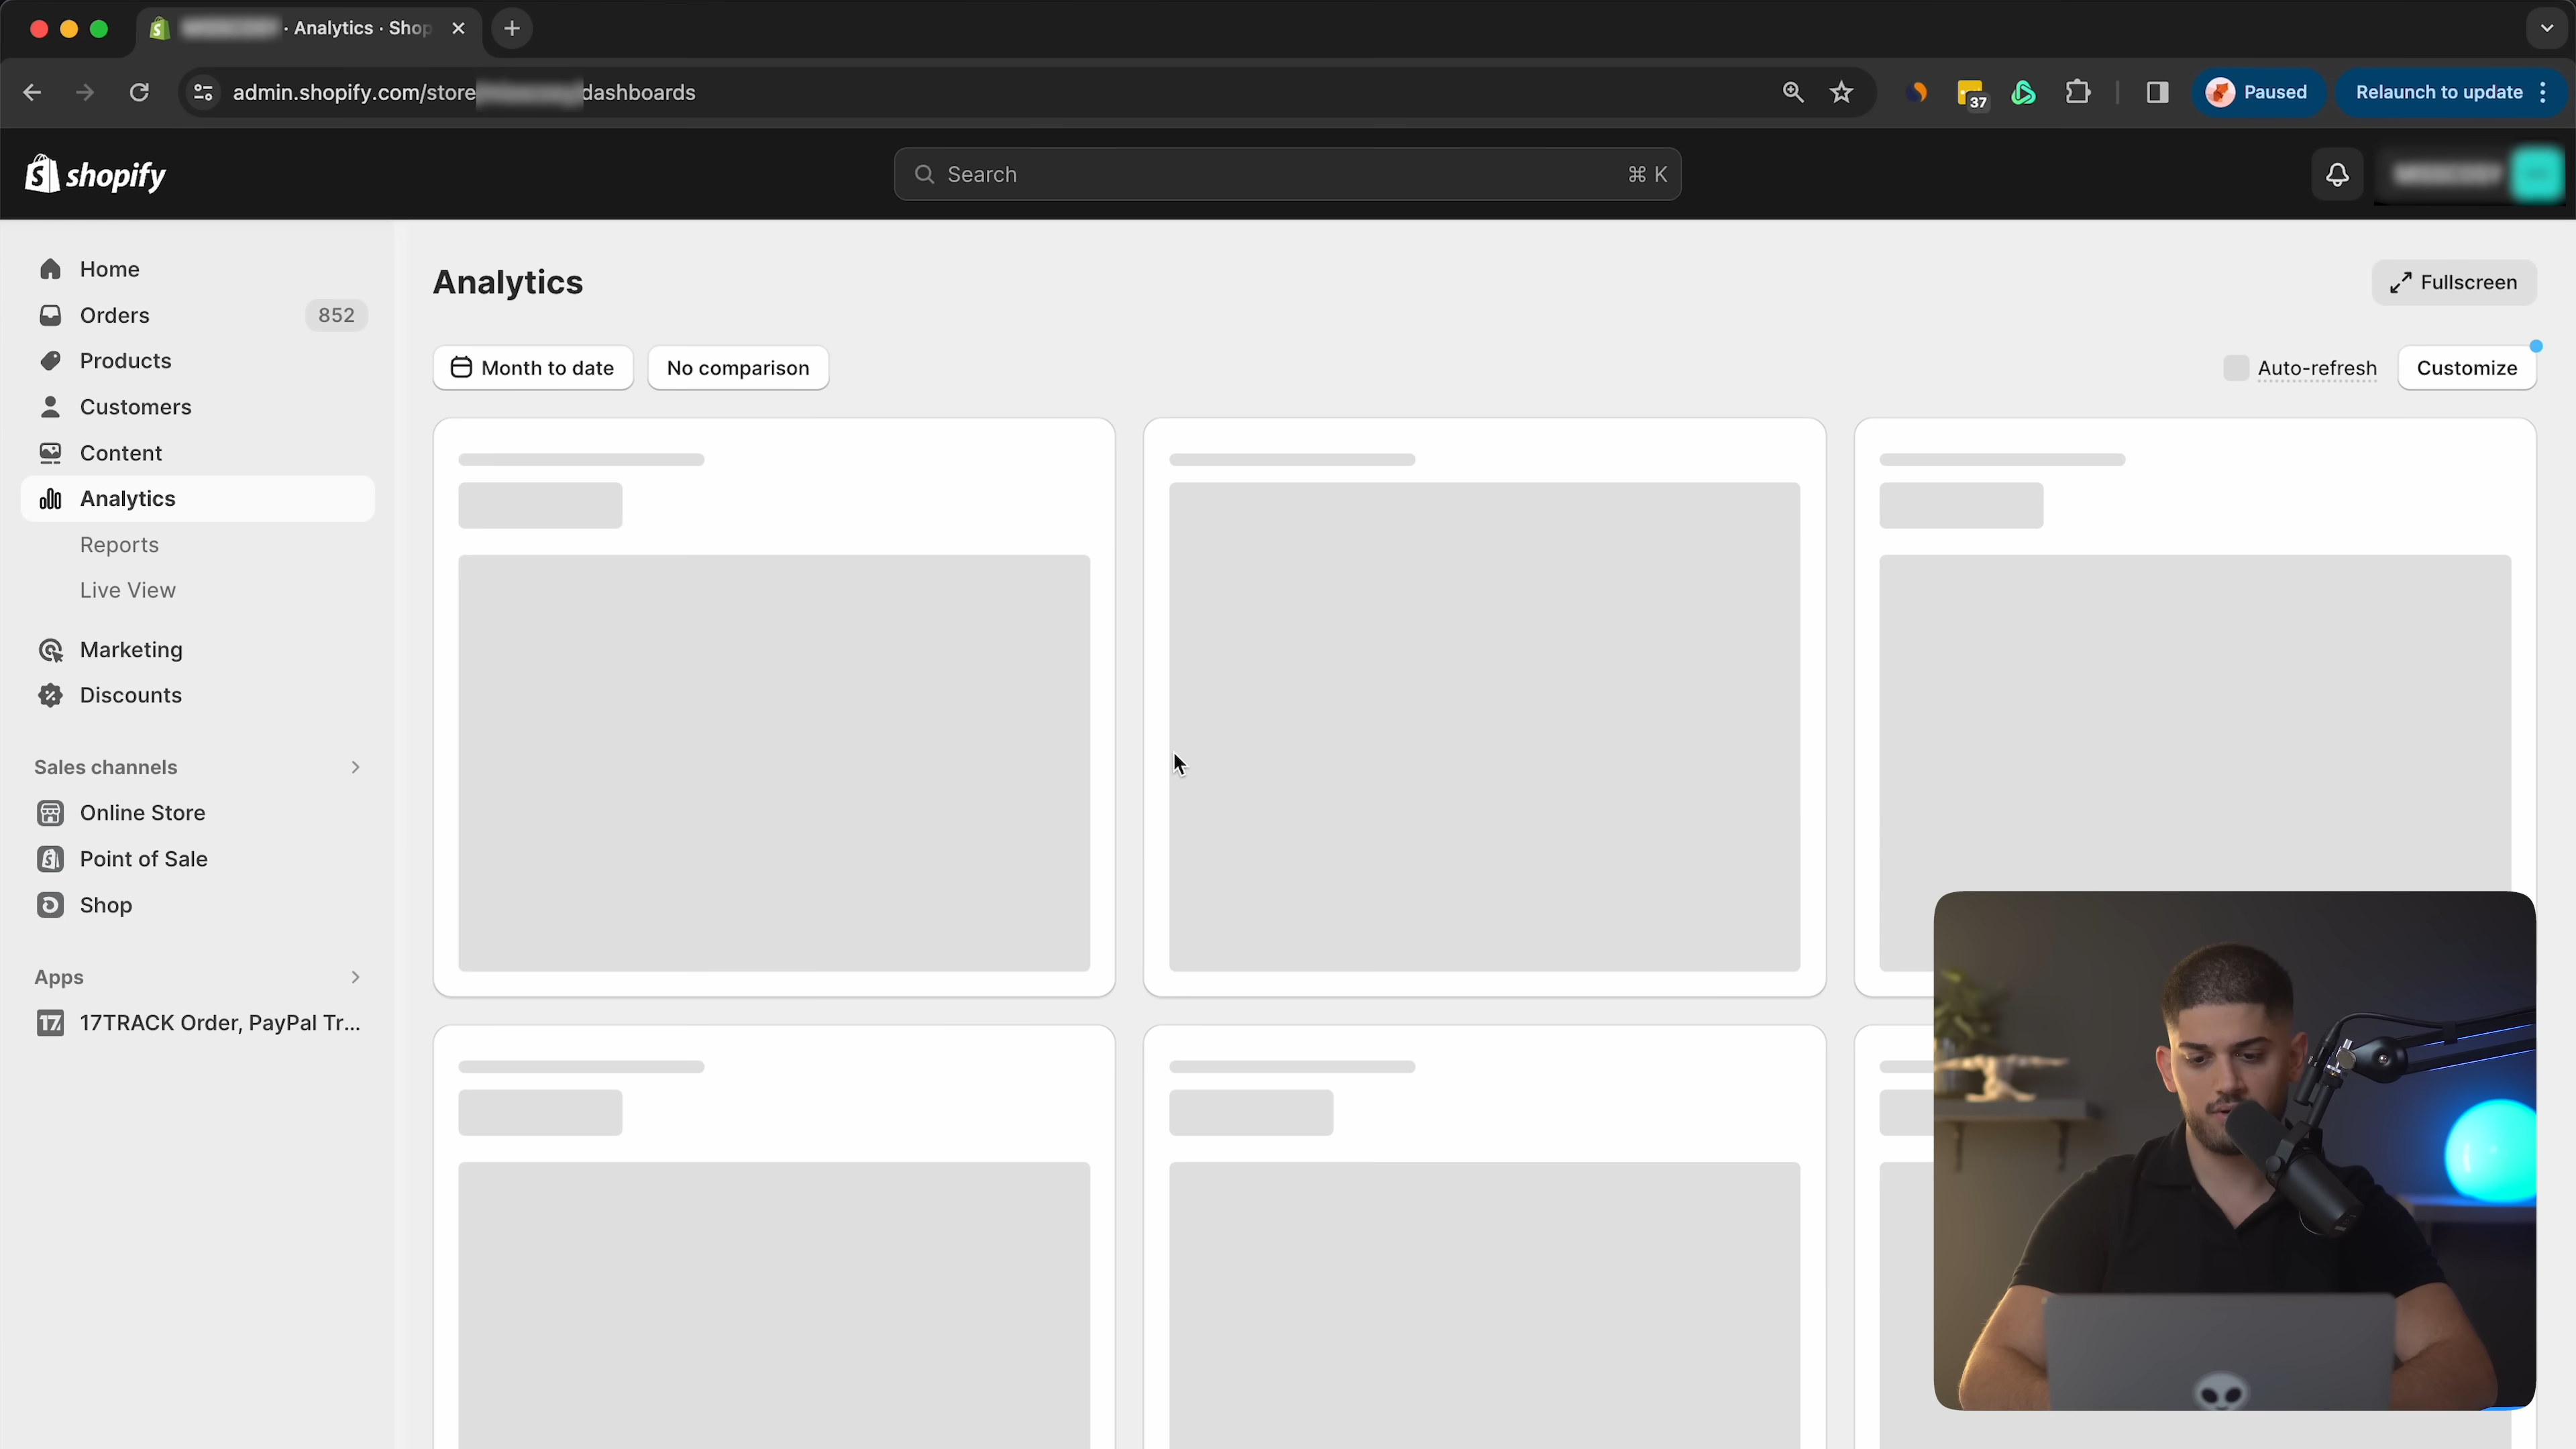 · Analytics · Shop
admin.shopify.com/store
dashboards
37
Paused
Relaunch to update
shopify
Search
⌘ K
Home
Orders
852
Products
Customers
Content
Analytics
Reports
Live View
Marketing
Discounts
Sales channels
Online Store
Point of Sale
Shop
Apps
17 17TRACK Order, PayPal Tr...
Analytics
Fullscreen
Month to date
No comparison
Auto-refresh
Customize